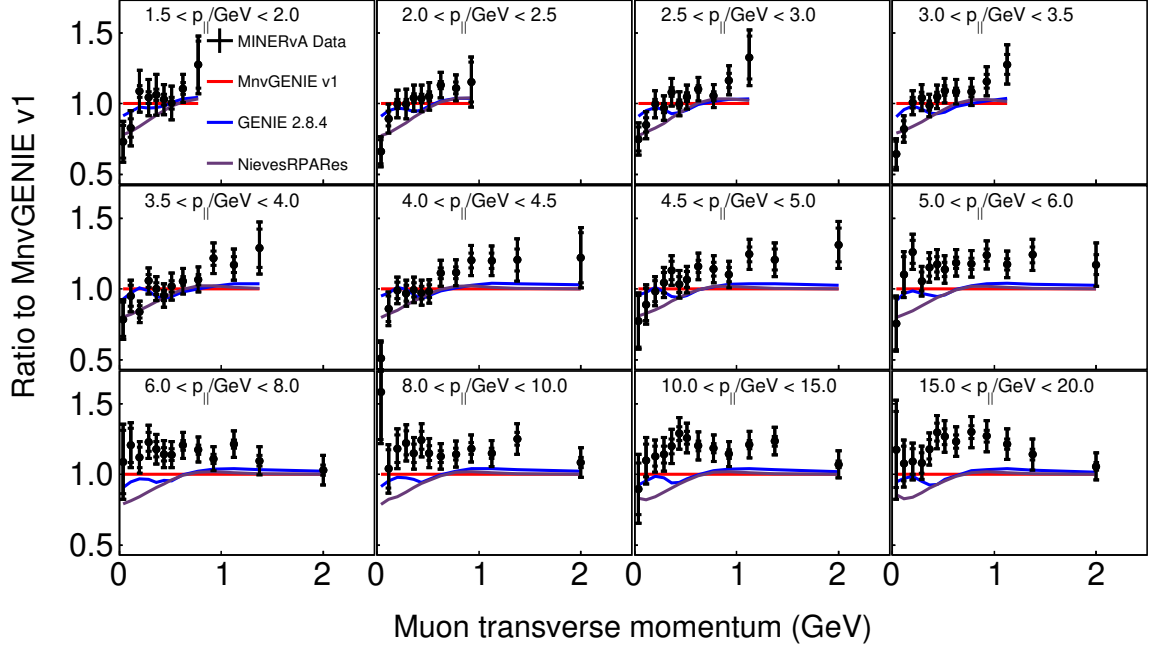 1.5 < p||/GeV < 2.0
2.0 < p||/GeV < 2.5
2.5 < p||/GeV < 3.0
3.0 < p||/GeV < 3.5
MINERvA Data
MnvGENIE v1
GENIE 2.8.4
NievesRPARes
1.5
1.0
0.5
3.5 < p||/GeV < 4.0
4.0 < p||/GeV < 4.5
4.5 < p||/GeV < 5.0
5.0 < p||/GeV < 6.0
1.5
1.0
0.5
6.0 < p||/GeV < 8.0
8.0 < p||/GeV < 10.0
10.0 < p||/GeV < 15.0
15.0 < p||/GeV < 20.0
1.5
1.0
0.5
0 1 2 0 1 2 0 1 2 0 1 2
Ratio to MnvGENIE v1
Muon transverse momentum (GeV)